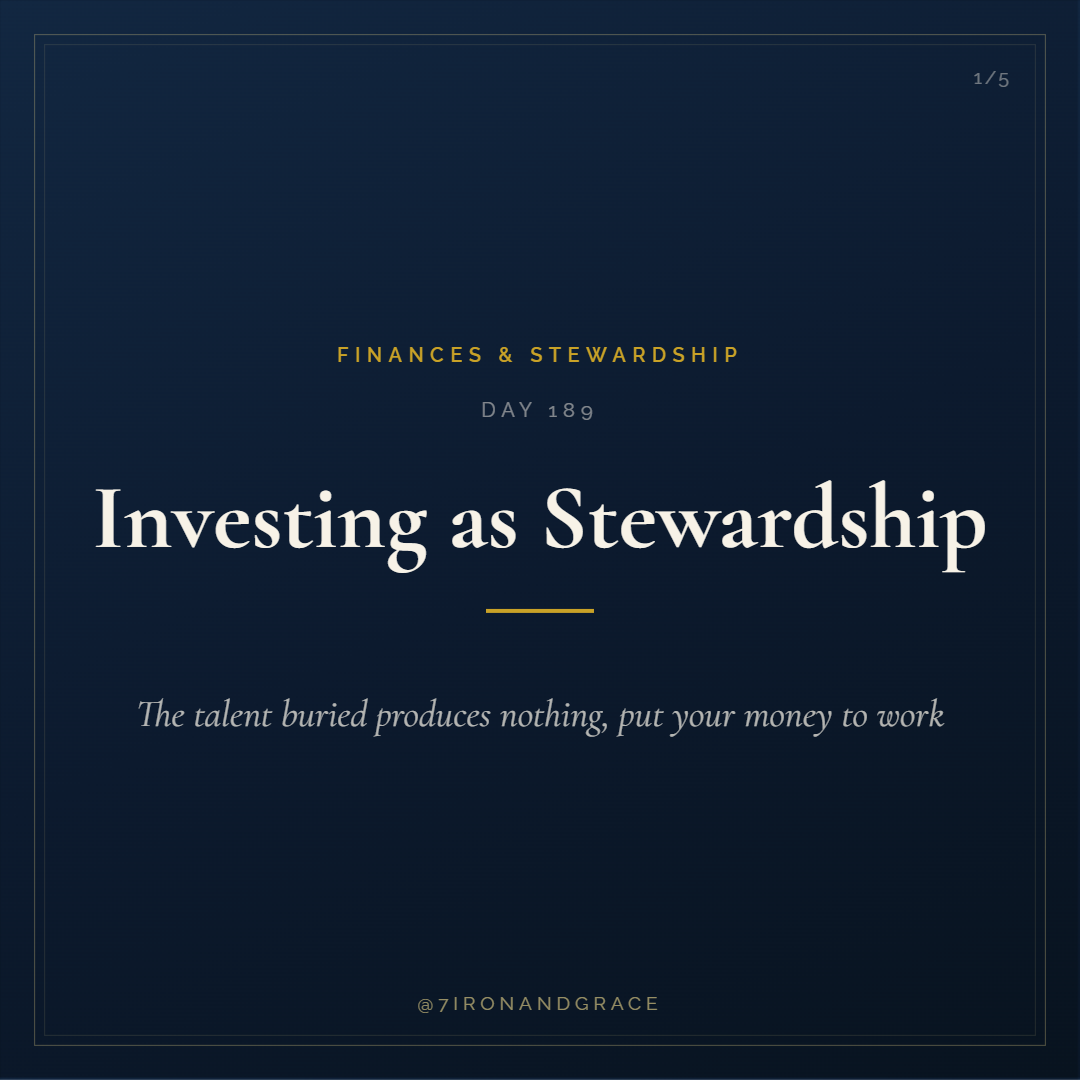 1/5
FINANCES & STEWARDSHIP
DAY 189
Investing as Stewardship
The talent buried produces nothing, put your money to work
@7IRONANDGRACE